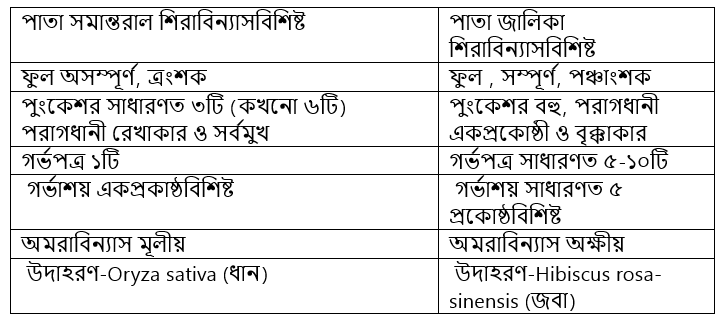 পাতা সমান্তরাল শিরাবিন্যাসবিশিষ্ট
পাতা জালিকা
শিরাবিন্যাসবিশিষ্ট
ফুল অসম্পূর্ণ, ত্রংশক
ফুল , সম্পূর্ণ, পঞ্চাংশক
পুংকেশর সাধারণত ৩টি (কখনো ৬টি)
পরাগধানী রেখাকার ও সর্বমুখ
পুংকেশর বহু, পরাগধানী
একপ্রকোষ্ঠী ও বৃক্কাকার
গর্ভপত্র ১টি
গর্ভপত্র সাধারণত ৫-১০টি
গর্ভাশয় একপ্রকাষ্ঠবিশিষ্ট
গর্ভাশয় সাধারণত ৫
প্রকোষ্ঠবিশিষ্ট
অমরাবিন্যাস মূলীয়
অমরাবিন্যাস অক্ষীয়
উদাহরণ-Oryza sativa (ধান)
উদাহরণ-Hibiscus rosa-
sinensis (জবা)